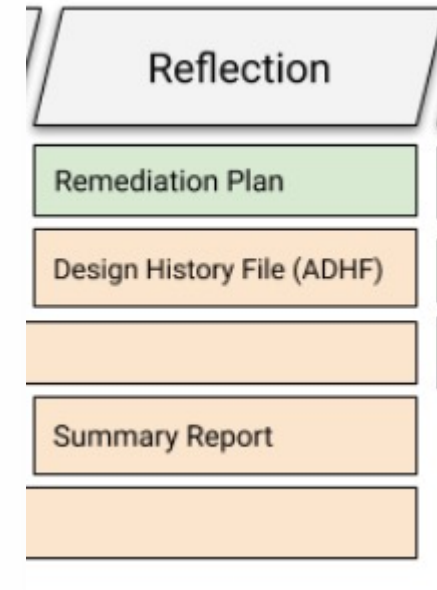 Reflection
Remediation Plan
Design History File (ADHF)
Summary Report